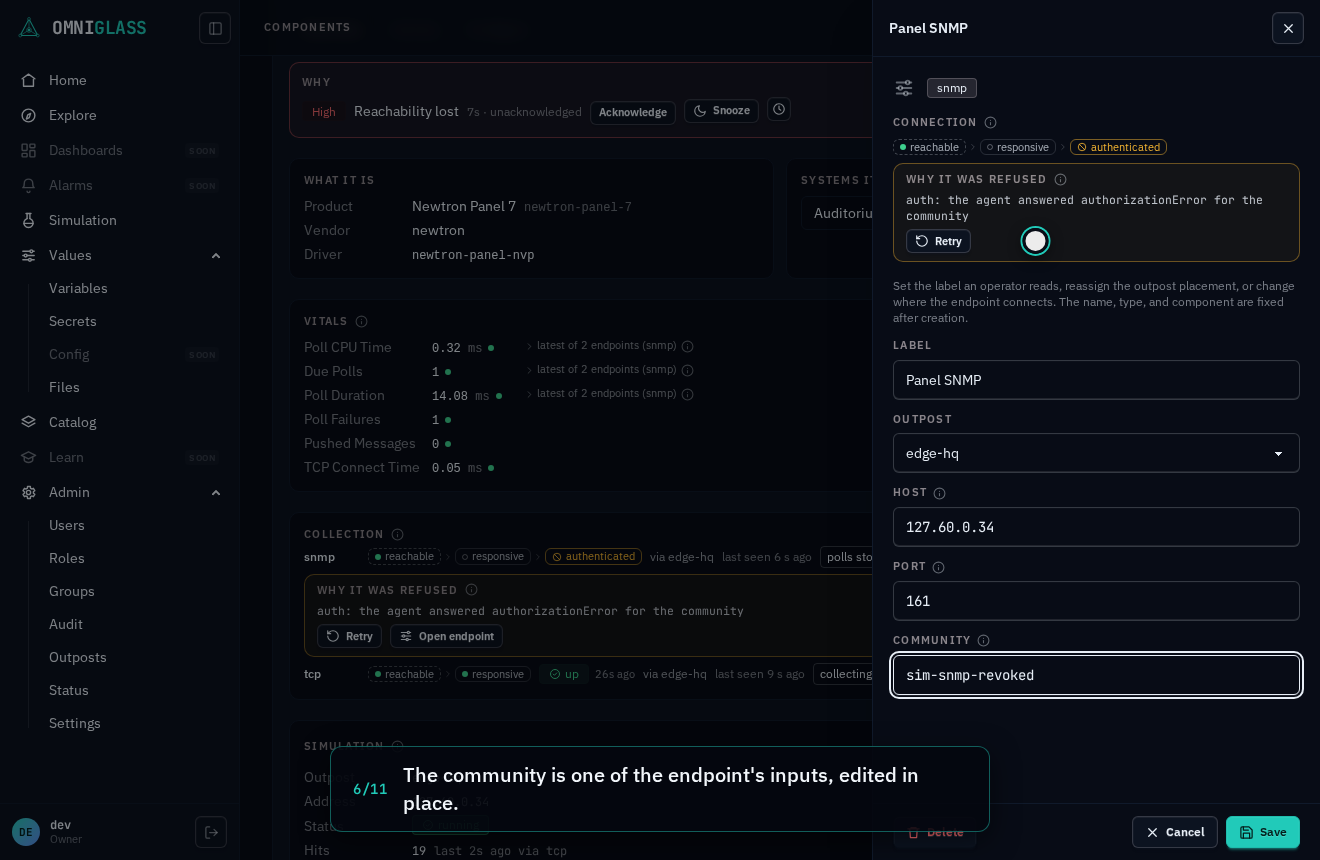 OMNIGLASS
Home
Explore
Dashboards SOON
Alarms SOON
Simulation
Values
Variables
Secrets
Config SOON
Files
Catalog
Learn SOON
Admin
Users
Roles
Groups
Audit
Outposts
Status
Settings
DE dev
Owner
COMPONENTS
WHY
High Reachability lost 7s · unacknowledged Acknowledge Snooze
WHAT IT IS
Product Newtron Panel 7 newtron-panel-7
Vendor newtron
Driver newtron-panel-nvp
SYSTEMS IT
Auditoriu
VITALS
Poll CPU Time 0.32 ms latest of 2 endpoints (snmp)
Due Polls 1 latest of 2 endpoints (snmp)
Poll Duration 14.08 ms latest of 2 endpoints (snmp)
Poll Failures 1
Pushed Messages 0
TCP Connect Time 0.05 ms
COLLECTION
snmp reachable responsive authenticated via edge-hq last seen 6 s ago polls sto
WHY IT WAS REFUSED
auth: the agent answered authorizationError for the community
Retry Open endpoint
tcp reachable responsive up 26s ago via edge-hq last seen 9 s ago collecting
SIMULATION
Hits 19 last 2s ago via tcp
6/11 The community is one of the endpoint's inputs, edited in
place.
Panel SNMP
snmp
CONNECTION
reachable responsive authenticated
WHY IT WAS REFUSED
auth: the agent answered authorizationError for the
community
Retry
Set the label an operator reads, reassign the outpost placement, or change
where the endpoint connects. The name, type, and component are fixed
after creation.
LABEL
Panel SNMP
OUTPOST
edge-hq
HOST
127.60.0.34
PORT
161
COMMUNITY
sim-snmp-revoked
Delete Cancel Save